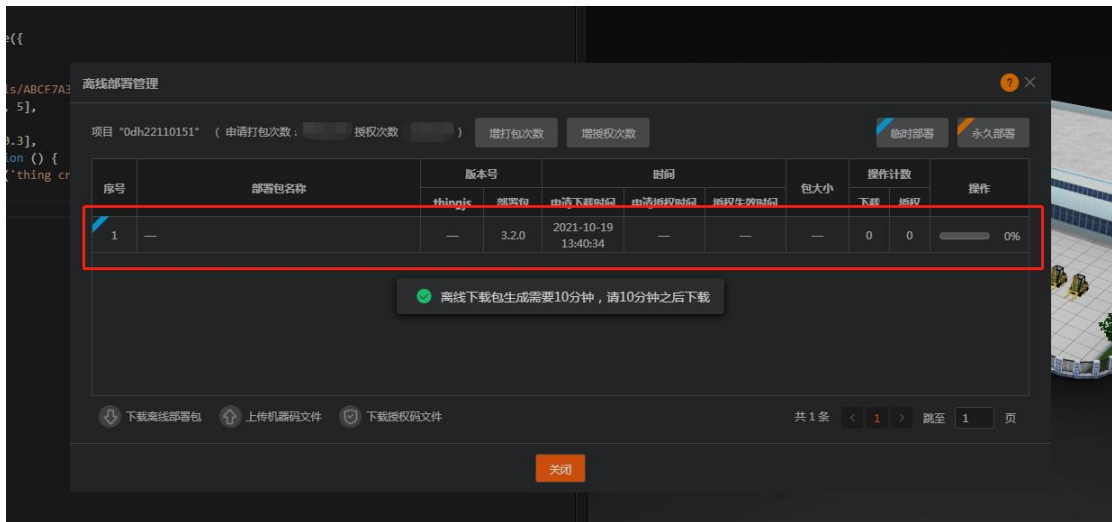 e({
ls/ABCF7A3
, 5],
0.3],
ion () {
('thing cr
离线部署管理
?
项目 "0dh22110151" （ 申请打包次数： 授权次数 ） 增打包次数 增授权次数 临时部署 永久部署
序号 部署包名称 版本号 时间 包大小 操作计数 操作
thingjs 部署包 申请下载时间 申请授权时间 授权生效时间 下载 授权
1 — — 3.2.0 2021-10-19 13:40:34 — — — 0 0 0%
离线下载包生成需要10分钟，请10分钟之后下载
下载离线部署包 上传机器码文件 下载授权码文件 共1条 < 1 > 跳至 1 页
关闭